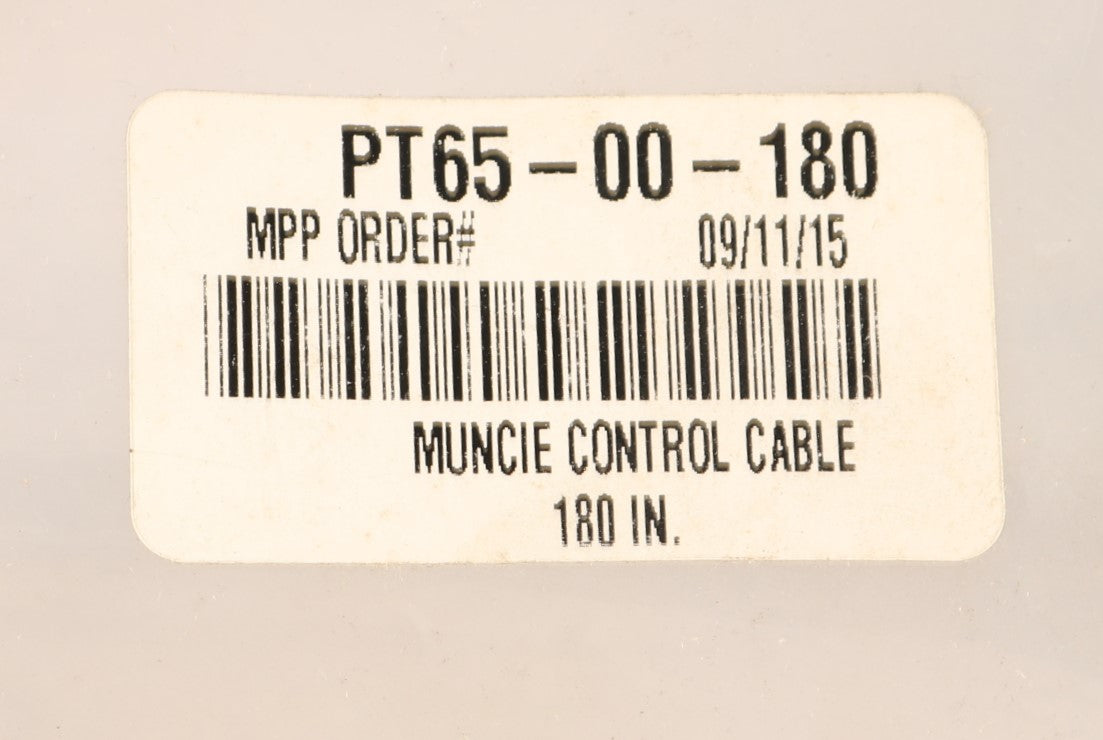 PT65-00-180
MPP ORDER# 09/11/15
MUNCIE CONTROL CABLE
180 IN.